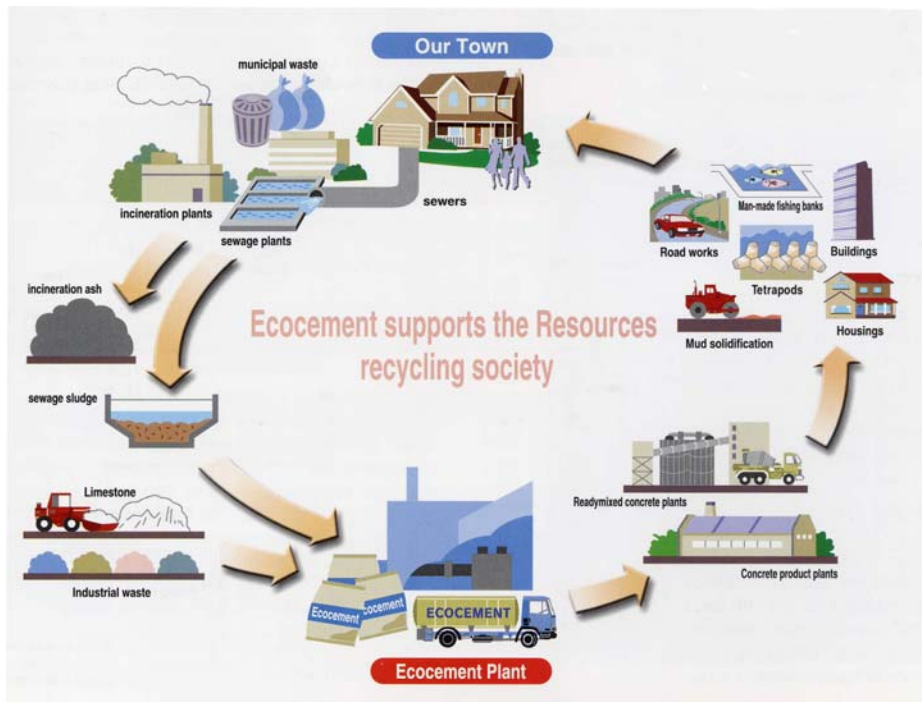 Our Town
municipal waste
incineration plants
sewage plants
sewers
incineration ash
sewage sludge
Limestone
Industrial waste
Ecocement supports the Resources
recycling society
Ecocement
Ecocement
ECOCEMENT
Ecocement Plant
Readymixed concrete plants
Concrete product plants
Man-made fishing banks
Road works
Buildings
Tetrapods
Housings
Mud solidification